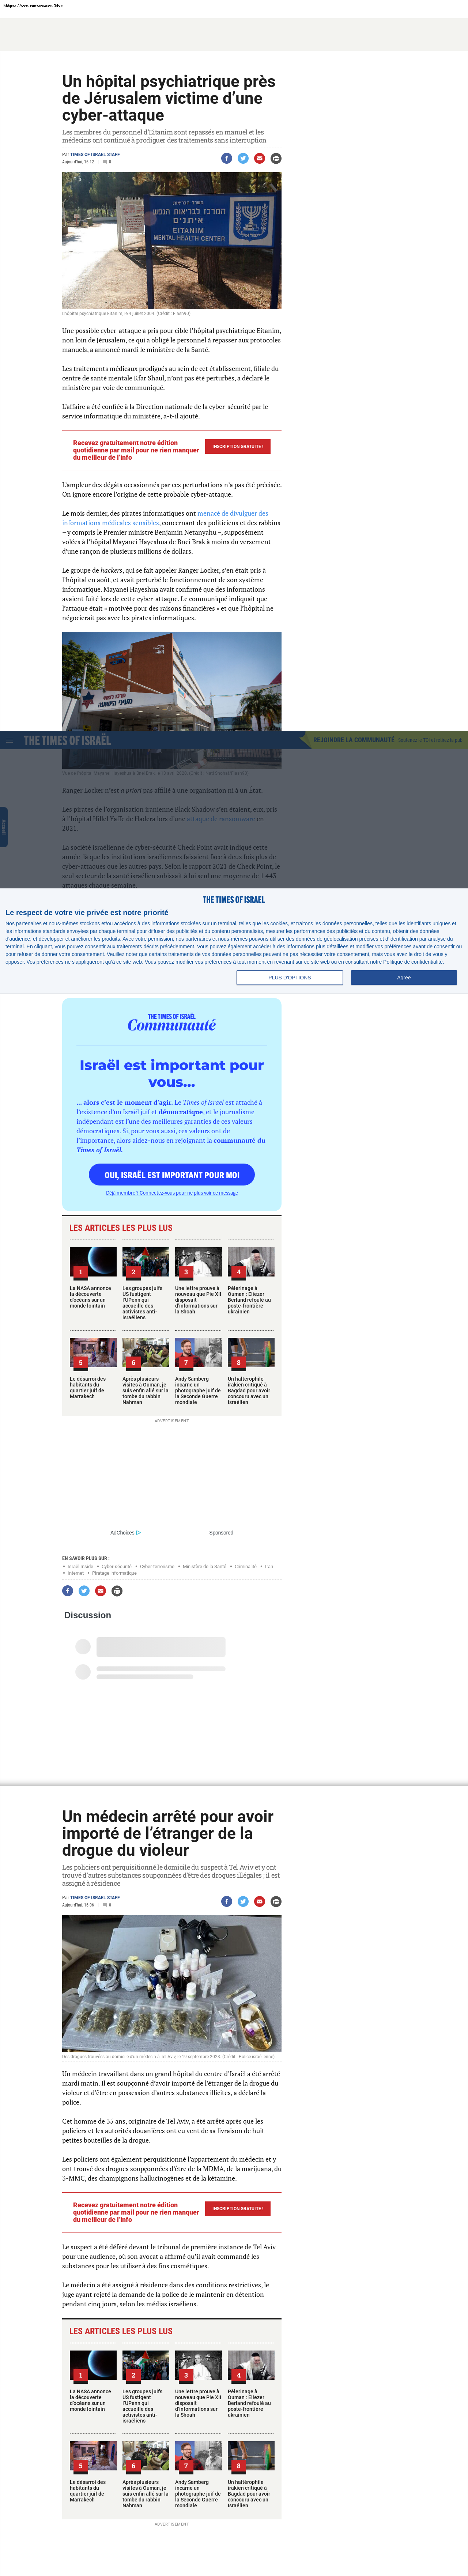 https://www.ransomware.live
Un hôpital psychiatrique près
de Jérusalem victime d’une
cyber-attaque
Les membres du personnel d'Eitanim sont repassés en manuel et les
médecins ont continué à prodiguer des traitements sans interruption
Par TIMES OF ISRAEL STAFF
Aujourd'hui, 16:12 | 0
EITANIM
MENTAL HEALTH CENTER
L'hôpital psychiatrique Eitanim, le 4 juillet 2004. (Crédit : Flash90)
Une possible cyber-attaque a pris pour cible l’hôpital psychiatrique Eitanim,
non loin de Jérusalem, ce qui a obligé le personnel à repasser aux protocoles
manuels, a annoncé mardi le ministère de la Santé.
Les traitements médicaux prodigués au sein de cet établissement, filiale du
centre de santé mentale Kfar Shaul, n’ont pas été perturbés, a déclaré le
ministère par voie de communiqué.
L’affaire a été confiée à la Direction nationale de la cyber-sécurité par le
service informatique du ministère, a-t-il ajouté.
Recevez gratuitement notre édition
quotidienne par mail pour ne rien manquer
du meilleur de l’info
INSCRIPTION GRATUITE !
L’ampleur des dégâts occasionnés par ces perturbations n’a pas été précisée.
On ignore encore l’origine de cette probable cyber-attaque.
Le mois dernier, des pirates informatiques ont menacé de divulguer des
informations médicales sensibles, concernant des politiciens et des rabbins
– y compris le Premier ministre Benjamin Netanyahu –, supposément
volées à l’hôpital Mayanei Hayeshua de Bnei Brak à moins du versement
d’une rançon de plusieurs millions de dollars.
Le groupe de hackers, qui se fait appeler Ranger Locker, s’en était pris à
l’hôpital en août, et avait perturbé le fonctionnement de son système
informatique. Mayanei Hayeshua avait confirmé que des informations
avaient fuité lors de cette cyber-attaque. Le communiqué indiquait que
l’attaque était « motivée pour des raisons financières » et que l’hôpital ne
négocierait pas avec les pirates informatiques.
THE TIMES OF ISRAËL
REJOINDRE LA COMMUNAUTÉ
Ranger Locker n’est a priori pas affilié à une organisation ni à un État.
Les pirates de l’organisation iranienne Black Shadow s’en étaient, eux, pris
à l’hôpital Hillel Yaffe de Hadera lors d’une attaque de ransomware en
2021.
La société israélienne de cyber-sécurité Check Point avait indiqué cette
année-là que les institutions israéliennes faisaient face à deux fois plus de
cyber-attaques que les autres pays. Selon le rapport 2021 de Check Point, le
seul secteur de la santé israélien subissait à lui seul un peu moins de 1 443
attaques chaque semaine.
THE TIMES OF ISRAEL
Le respect de votre vie privée est notre priorité
Nos partenaires et nous-mêmes stockons et/ou accédons à des informations stockées sur un terminal, telles que les cookies, et traitons les données personnelles, telles que les identifiants uniques et
les informations standards envoyées par chaque terminal pour diffuser des publicités et du contenu personnalisés, mesurer les performances des publicités et du contenu, obtenir des données
d'audience, et développer et améliorer les produits. Avec votre permission, nos partenaires et nous-mêmes pouvons utiliser des données de géolocalisation précises et d’identification par analyse du
terminal. En cliquant, vous pouvez consentir aux traitements décrits précédemment. Vous pouvez également accéder à des informations plus détaillées et modifier vos préférences avant de consentir
ou pour refuser de donner votre consentement. Veuillez noter que certains traitements de vos données personnelles peuvent ne pas nécessiter votre consentement, mais vous avez le droit de vous y
opposer. Vos préférences ne s'appliqueront qu'à ce site web. Vous pouvez modifier vos préférences à tout moment en revenant sur ce site web ou en consultant notre Politique de confidentialité.
PLUS D'OPTIONS
Agree
THE TIMES OF ISRAËL
Communauté
Israël est important pour
vous...
... alors c’est le moment d'agir. Le Times of Israel est attaché à
l’existence d’un Israël juif et démocratique, et le journalisme
indépendant est l’une des meilleures garanties de ces valeurs
démocratiques. Si, pour vous aussi, ces valeurs ont de
l’importance, alors aidez-nous en rejoignant la communauté du
Times of Israël.
OUI, ISRAËL EST IMPORTANT POUR MOI
Déjà membre ? Connectez-vous pour ne plus voir ce message
LES ARTICLES LES PLUS LUS
1 2 3 4
La NASA annonce
la découverte
d'océans sur un
monde lointain
Les groupes juifs
US fustigent
l'UPenn qui
accueille des
activistes anti-
israéliens
Une lettre prouve à
nouveau que Pie XII
disposait
d'informations sur
la Shoah
Pèlerinage à
Ouman : Eliezer
Berland refoulé au
poste-frontière
ukrainien
5 6 7 8
Le désarroi des
habitants du
quartier juif de
Marrakech
Après plusieurs
visites à Ouman, je
suis enfin allé sur la
tombe du rabbin
Nahman
Andy Samberg
incarne un
photographe juif de
la Seconde Guerre
mondiale
Un haltérophile
irakien critiqué à
Bagdad pour avoir
concouru avec un
Israélien
ADVERTISEMENT
AdChoices
Sponsored
EN SAVOIR PLUS SUR :
Israël-Inside • Cyber-sécurité • Cyber-terrorisme • Ministère de la Santé • Criminalité • Iran
• Internet • Piratage informatique
Discussion
Un médecin arrêté pour avoir
importé de l’étranger de la
drogue du violeur
Les policiers ont perquisitionné le domicile du suspect à Tel Aviv et y ont
trouvé d'autres substances soupçonnées d'être des drogues illégales ; il est
assigné à résidence
Par TIMES OF ISRAEL STAFF
Aujourd'hui, 16:06 | 0
Des drogues trouvées au domicile d'un médecin à Tel Aviv, le 19 septembre 2023. (Crédit : Police israélienne)
Un médecin travaillant dans un grand hôpital du centre d’Israël a été arrêté
mardi matin. Il est soupçonné d’avoir importé de l’étranger de la drogue du
violeur et d’être en possession d’autres substances illicites, a déclaré la
police.
Cet homme de 35 ans, originaire de Tel Aviv, a été arrêté après que les
policiers et les autorités douanières ont eu vent de sa livraison de huit
petites bouteilles de la drogue.
Les policiers ont également perquisitionné l’appartement du médecin et y
ont trouvé des drogues soupçonnées d’être de la MDMA, de la marijuana, du
3-MMC, des champignons hallucinogènes et de la kétamine.
Recevez gratuitement notre édition
quotidienne par mail pour ne rien manquer
du meilleur de l’info
INSCRIPTION GRATUITE !
Le suspect a été déféré devant le tribunal de première instance de Tel Aviv
pour une audience, où son avocat a affirmé qu’il avait commandé les
substances pour les utiliser à des fins cosmétiques.
Le médecin a été assigné à résidence dans des conditions restrictives, le
juge ayant rejeté la demande de la police de le maintenir en détention
pendant cinq jours, selon les médias israéliens.
LES ARTICLES LES PLUS LUS
1 2 3 4
La NASA annonce
la découverte
d'océans sur un
monde lointain
Les groupes juifs
US fustigent
l'UPenn qui
accueille des
activistes anti-
israéliens
Une lettre prouve à
nouveau que Pie XII
disposait
d'informations sur
la Shoah
Pèlerinage à
Ouman : Eliezer
Berland refoulé au
poste-frontière
ukrainien
5 6 7 8
Le désarroi des
habitants du
quartier juif de
Marrakech
Après plusieurs
visites à Ouman, je
suis enfin allé sur la
tombe du rabbin
Nahman
Andy Samberg
incarne un
photographe juif de
la Seconde Guerre
mondiale
Un haltérophile
irakien critiqué à
Bagdad pour avoir
concouru avec un
Israélien
ADVERTISEMENT